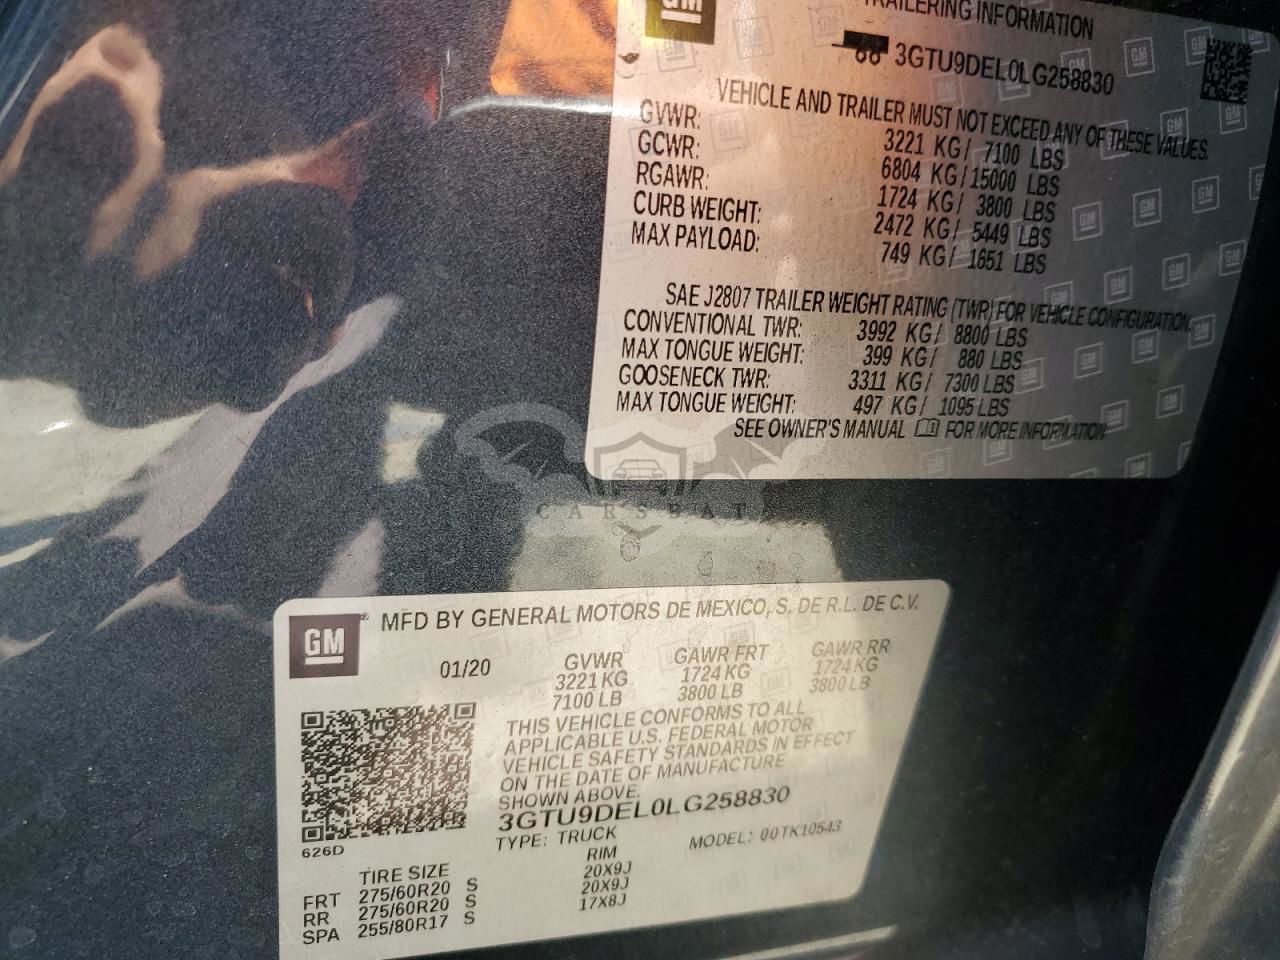 GM
TRAILERING INFORMATION
66 3GTU9DEL0LG258830
VEHICLE AND TRAILER MUST NOT EXCEED ANY OF THESE VALUES.
GVWR: 3221 KG/ 7100 LBS
GCWR: 6804 KG/15000 LBS
RGAWR: 1724 KG/ 3800 LBS
CURB WEIGHT: 2472 KG/ 5449 LBS
MAX PAYLOAD: 749 KG/ 1651 LBS
SAE J2807 TRAILER WEIGHT RATING (TWR) FOR VEHICLE CONFIGURATION.
CONVENTIONAL TWR: 3992 KG/ 8800 LBS
MAX TONGUE WEIGHT: 399 KG/ 880 LBS
GOOSENECK TWR: 3311 KG/ 7300 LBS
MAX TONGUE WEIGHT: 497 KG/ 1095 LBS
SEE OWNER'S MANUAL FOR MORE INFORMATION
CARSBAT
GM ® MFD BY GENERAL MOTORS DE MEXICO, S. DE R.L. DE C.V.
01/20 GVWR GAWR FRT GAWR RR
3221 KG 1724 KG 1724 KG
7100 LB 3800 LB 3800 LB
THIS VEHICLE CONFORMS TO ALL
APPLICABLE U.S. FEDERAL MOTOR
VEHICLE SAFETY STANDARDS IN EFFECT
ON THE DATE OF MANUFACTURE
SHOWN ABOVE.
3GTU9DEL0LG258830
626D
TYPE: TRUCK MODEL: 00TK10543
TIRE SIZE RIM
FRT 275/60R20 S 20X9J
RR 275/60R20 S 20X9J
SPA 255/80R17 S 17X8J